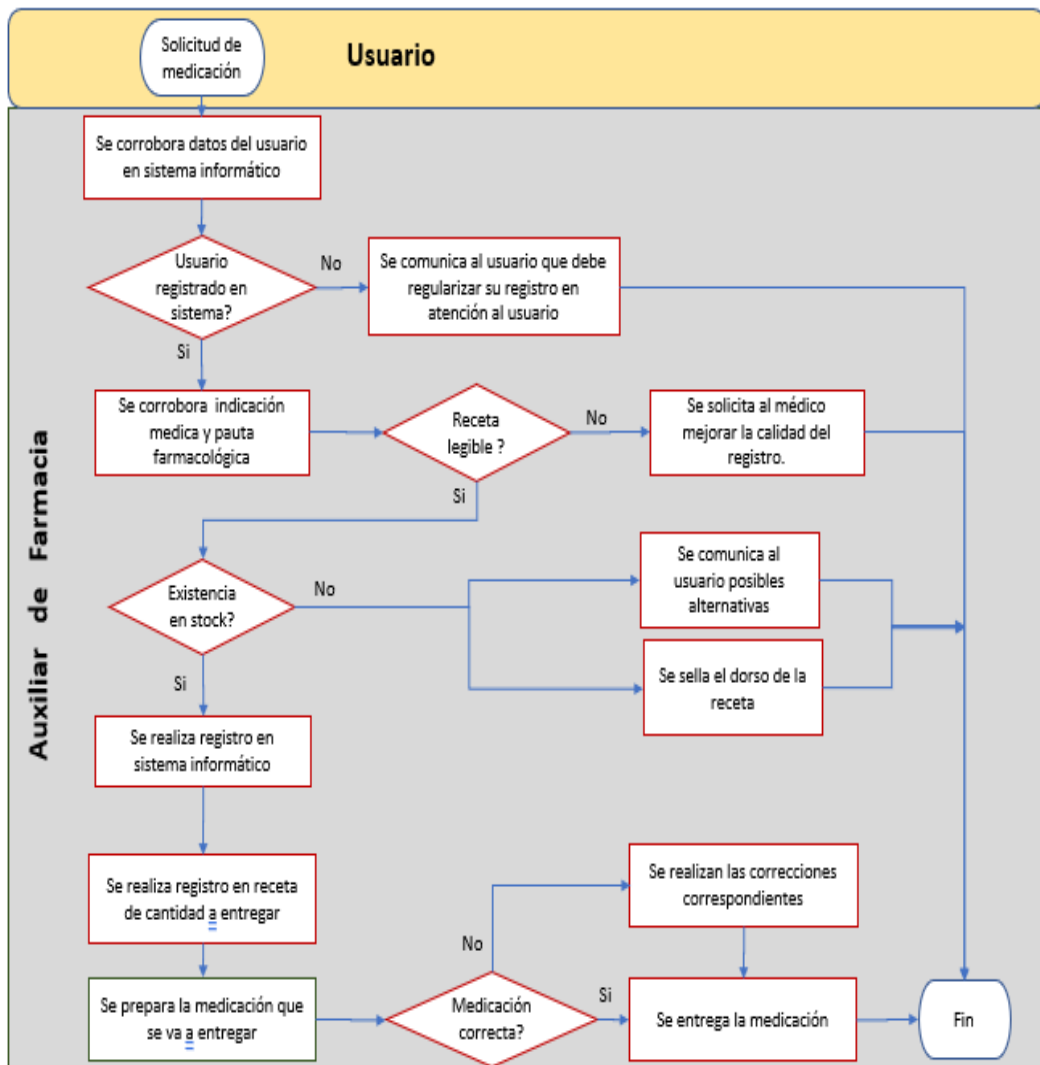 Solicitud de
medicación
Usuario
Se corrobora datos del usuario
en sistema informático
Usuario
registrado en
sistema?
No
Se comunica al usuario que debe
regularizar su registro en
atención al usuario
Si
Se corrobora indicación
medica y pauta
farmacológica
Receta
legible ?
No
Se solicita al médico
mejorar la calidad del
registro.
Si
Existencia
en stock?
No
Se comunica al
usuario posibles
alternativas
Se sella el dorso de la
receta
Si
Se realiza registro en
sistema informático
Se realiza registro en receta
de cantidad a entregar
Se realizan las correcciones
correspondientes
No
Se prepara la medicación que
se va a entregar
Medicación
correcta?
Si
Se entrega la medicación
Fin
Auxiliar de Farmacia